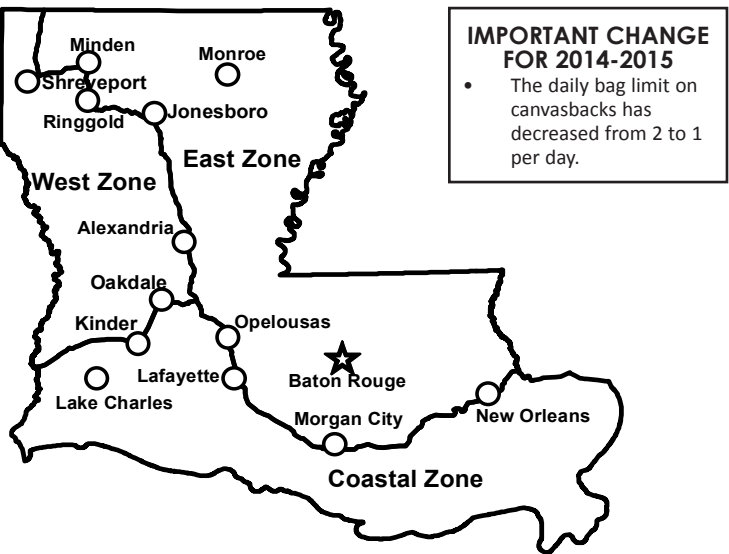 IMPORTANT CHANGE
FOR 2014-2015
• The daily bag limit on
canvasbacks has
decreased from 2 to 1
per day.
Minden
Monroe
Shreveport
Ringgold
Jonesboro
East Zone
West Zone
Alexandria
Oakdale
Kinder
Opelousas
Lafayette
Baton Rouge
Lake Charles
Morgan City
New Orleans
Coastal Zone